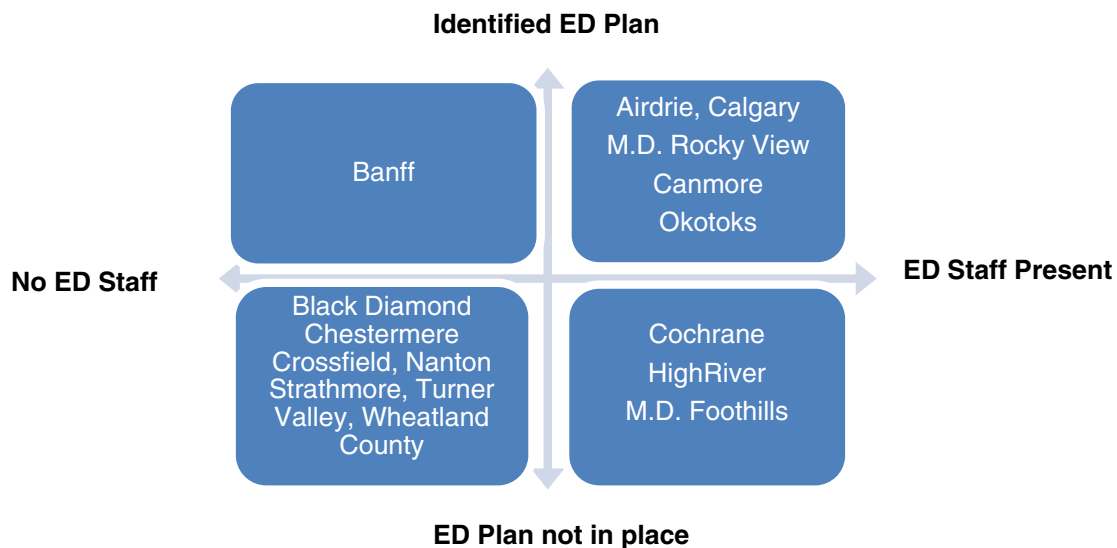 Identified ED Plan
Banff
Airdrie, Calgary
M.D. Rocky View
Canmore
Okotoks
No ED Staff
ED Staff Present
Black Diamond
Chestermere
Crossfield, Nanton
Strathmore, Turner
Valley, Wheatland
County
Cochrane
HighRiver
M.D. Foothills
ED Plan not in place